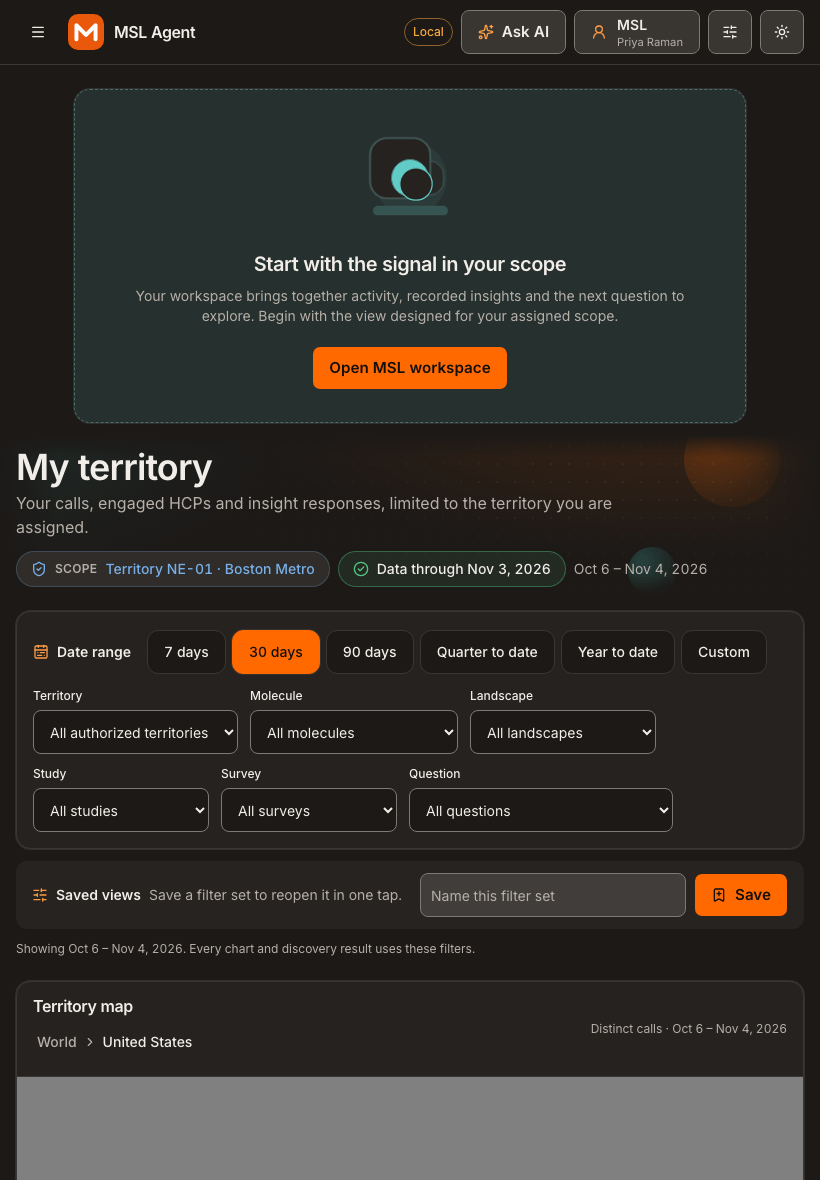 MSL Agent
Local
Ask AI
MSL
Priya Raman
Start with the signal in your scope
Your workspace brings together activity, recorded insights and the next question to
explore. Begin with the view designed for your assigned scope.
Open MSL workspace
My territory
Your calls, engaged HCPs and insight responses, limited to the territory you are
assigned.
SCOPE Territory NE-01 · Boston Metro
Data through Nov 3, 2026
Oct 6 – Nov 4, 2026
Date range
7 days
30 days
90 days
Quarter to date
Year to date
Custom
Territory
Molecule
Landscape
All authorized territories
All molecules
All landscapes
Study
Survey
Question
All studies
All surveys
All questions
Saved views Save a filter set to reopen it in one tap.
Name this filter set
Save
Showing Oct 6 – Nov 4, 2026. Every chart and discovery result uses these filters.
Territory map
Distinct calls · Oct 6 – Nov 4, 2026
World > United States